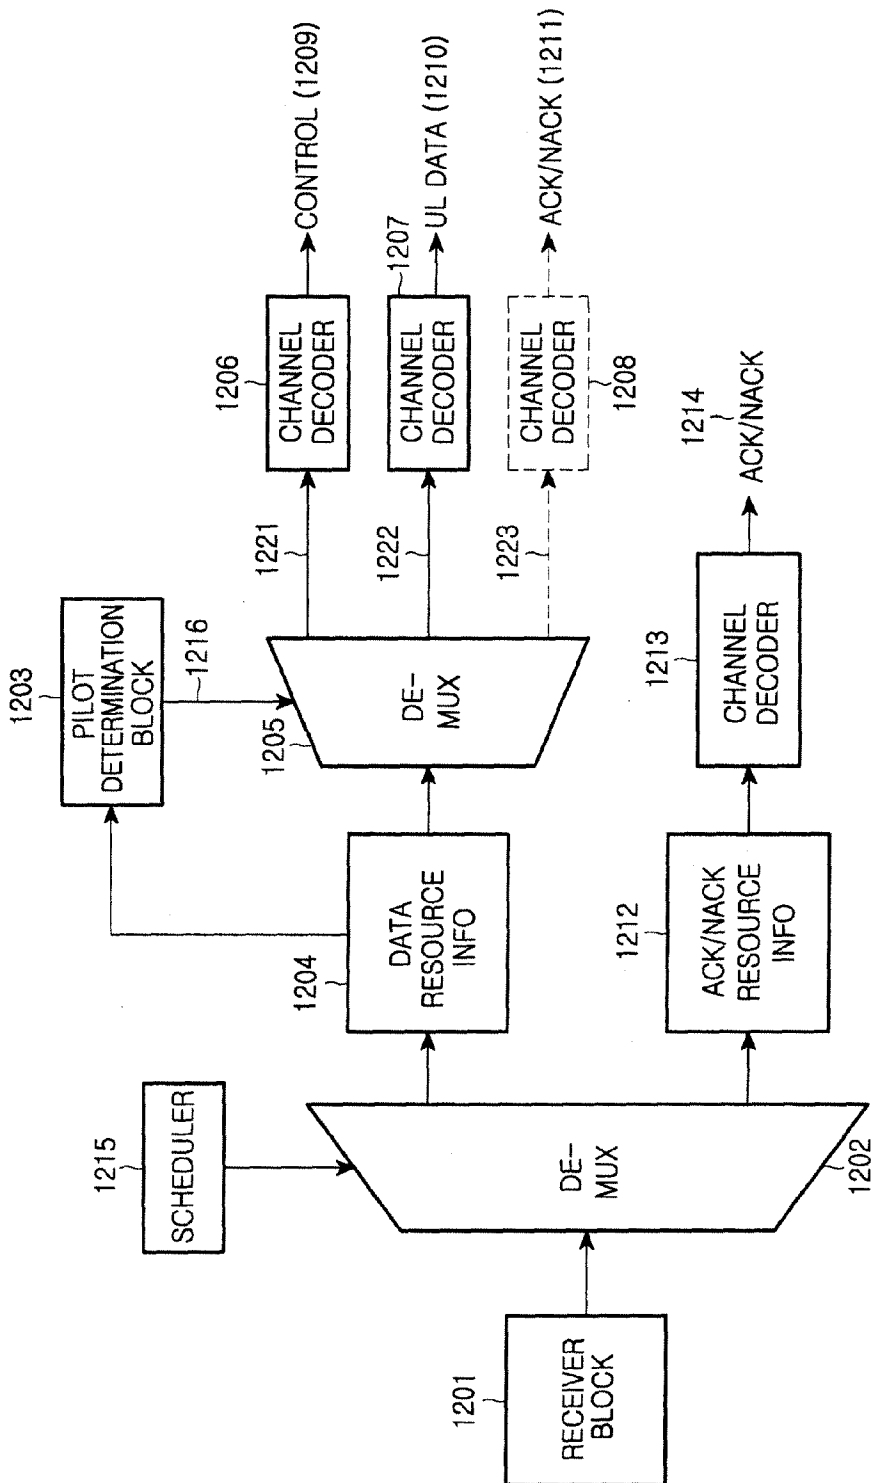 1201
RECEIVER
BLOCK
1215
SCHEDULER
DE-
MUX
1202
1203
PILOT
DETERMINATION
BLOCK
1216
1204
DATA
RESOURCE
INFO
1205
DE-
MUX
1221
1222
1223
1206
CHANNEL
DECODER
CONTROL (1209)
1207
CHANNEL
DECODER
UL DATA (1210)
CHANNEL
DECODER
1208
ACK/NACK (1211)
1212
ACK/NACK
RESOURCE
INFO
1213
CHANNEL
DECODER
1214
ACK/NACK